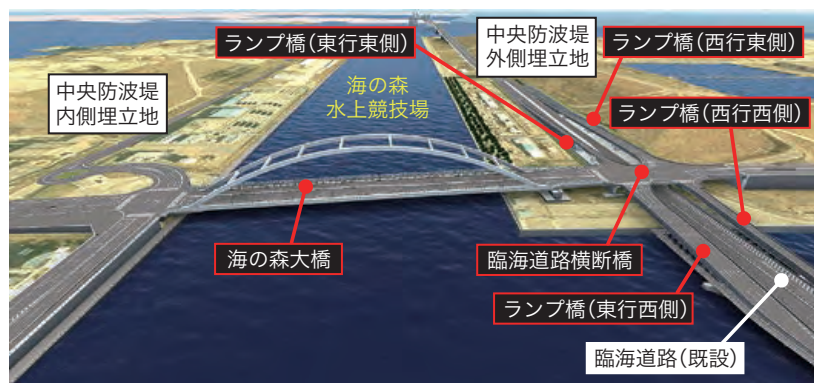 ランプ橋(東行東側)
中央防波堤
外側埋立地
ランプ橋(西行東側)
中央防波堤
内側埋立地
海の森
水上競技場
ランプ橋(西行西側)
海の森大橋
臨海道路横断橋
ランプ橋(東行西側)
臨海道路(既設)